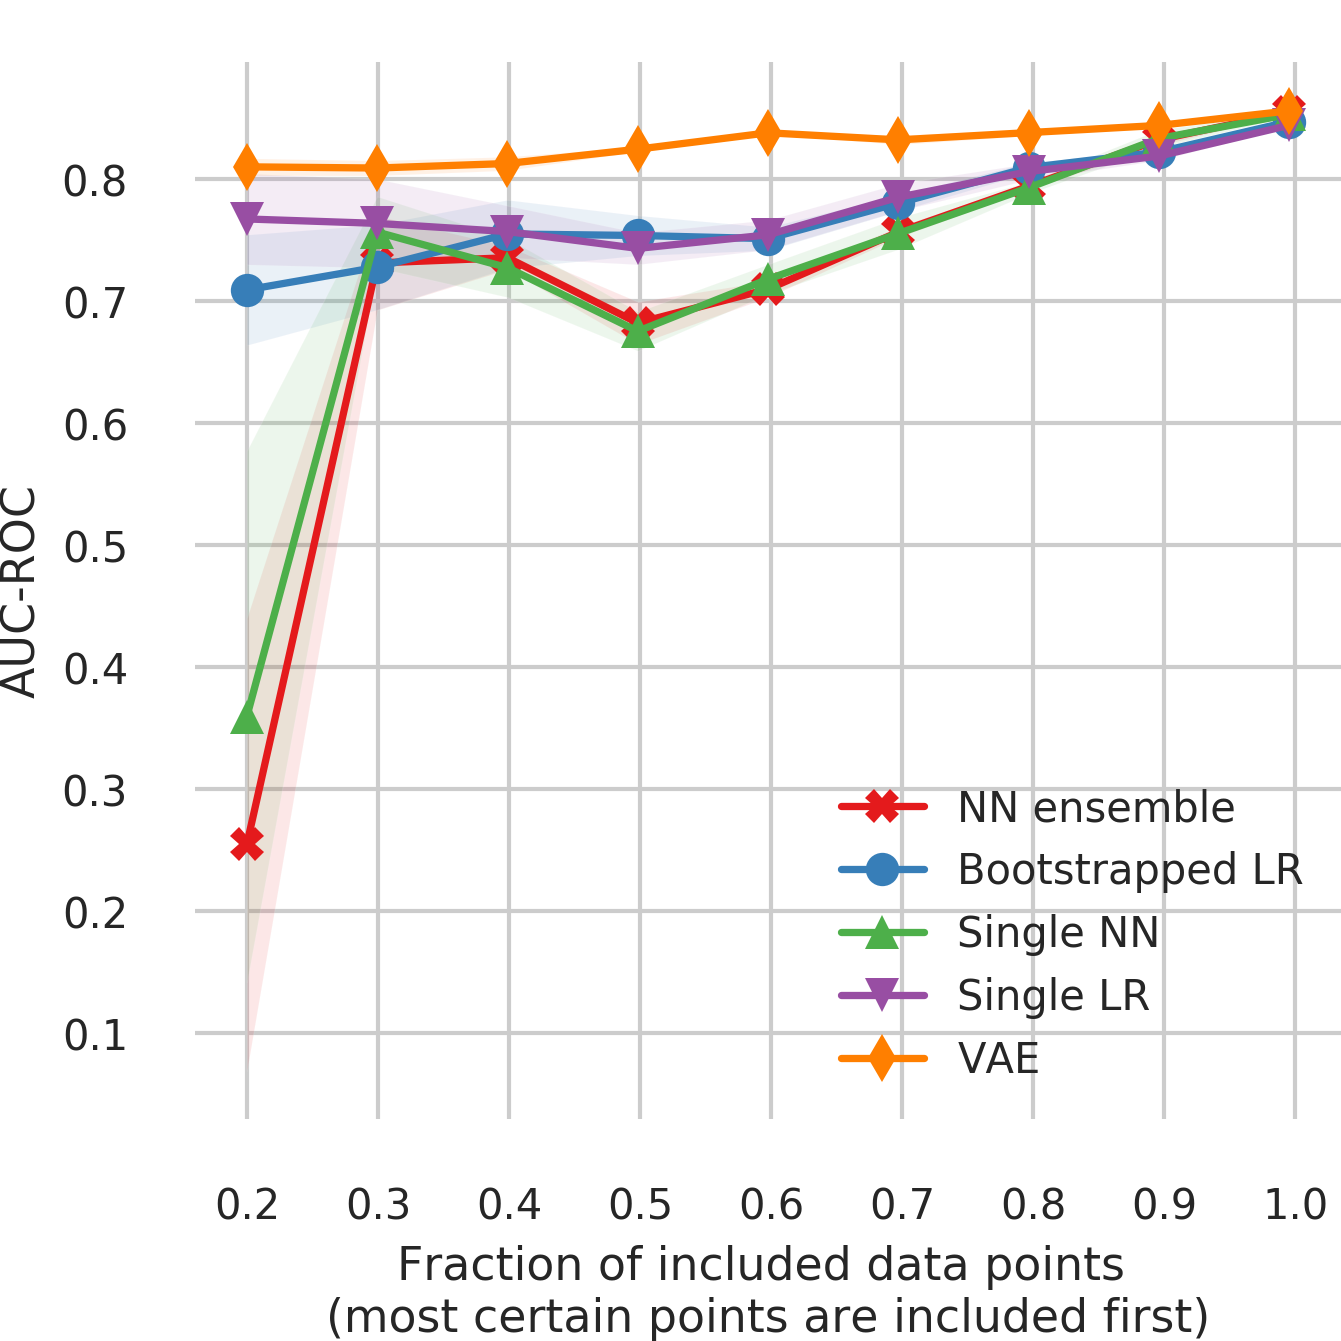 AUC-ROC
0.8
0.7
0.6
0.5
0.4
0.3
0.2
0.1
NN ensemble
Bootstrapped LR
Single NN
Single LR
VAE
0.2 0.3 0.4 0.5 0.6 0.7 0.8 0.9 1.0
Fraction of included data points
(most certain points are included first)